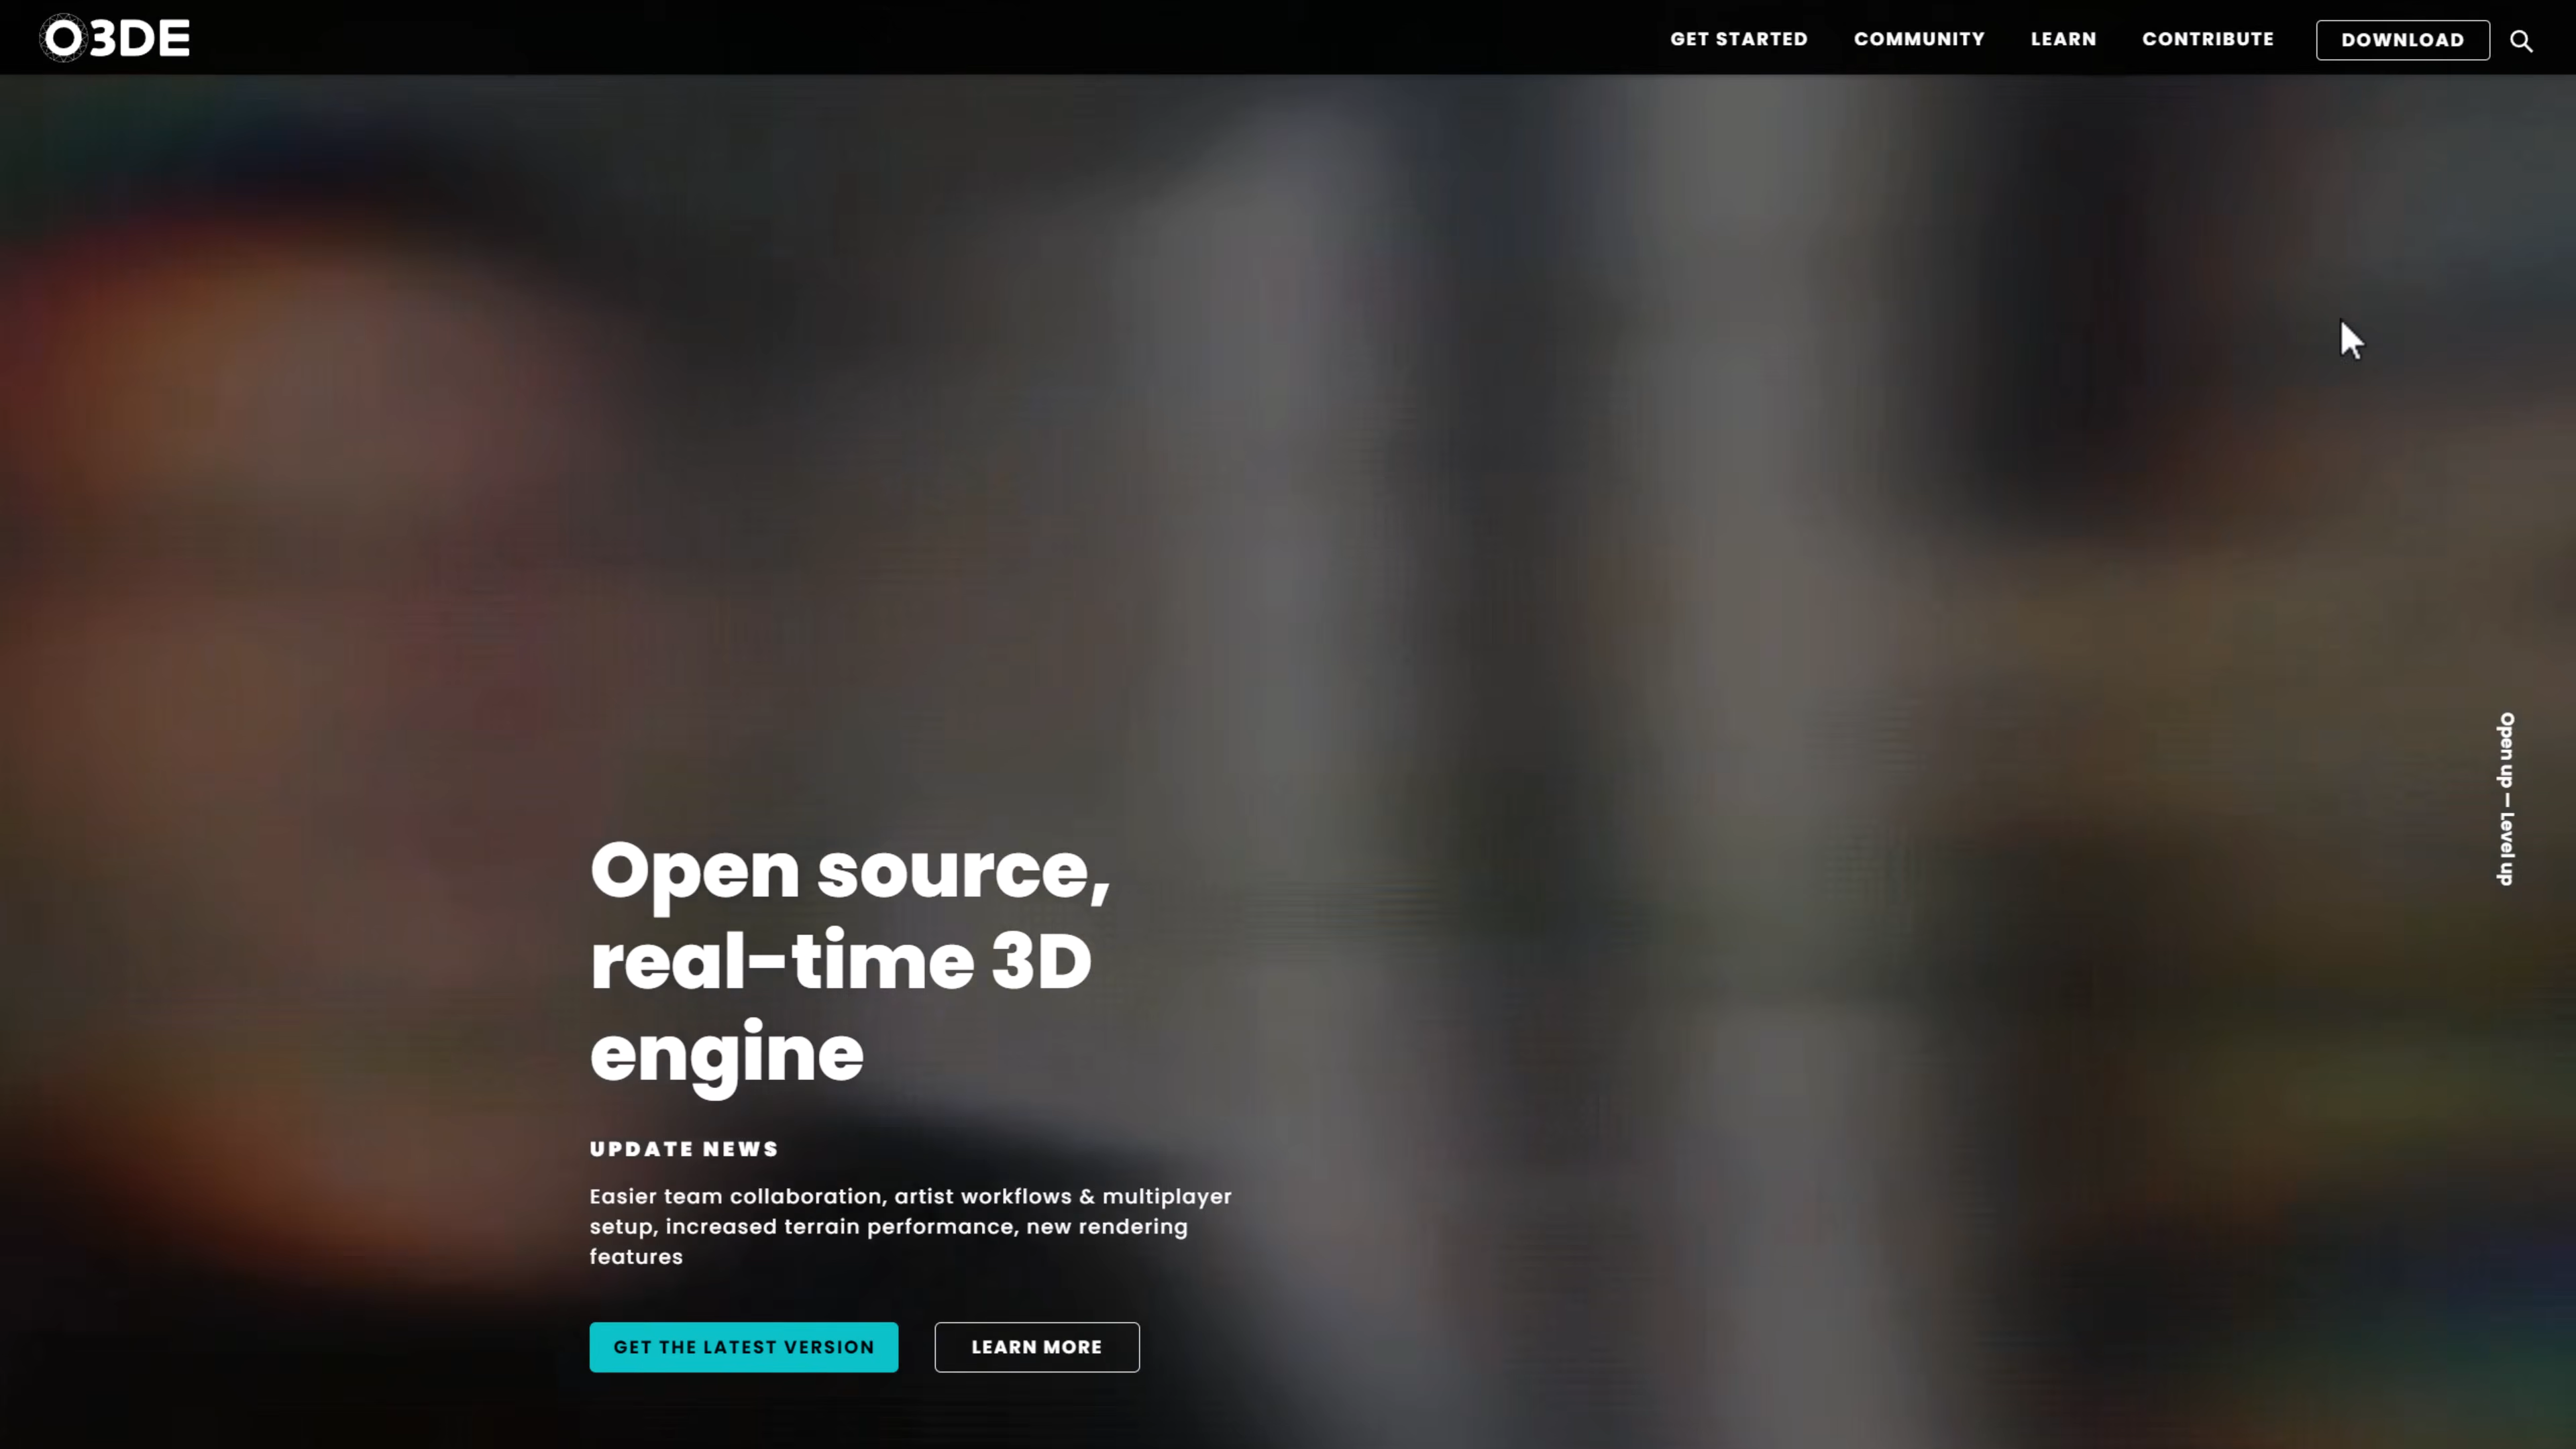 O3DE
GET STARTED
COMMUNITY
LEARN
CONTRIBUTE
DOWNLOAD
Open up — Level up
Open source,
real-time 3D
engine
UPDATE NEWS
Easier team collaboration, artist workflows & multiplayer
setup, increased terrain performance, new rendering
features
GET THE LATEST VERSION
LEARN MORE